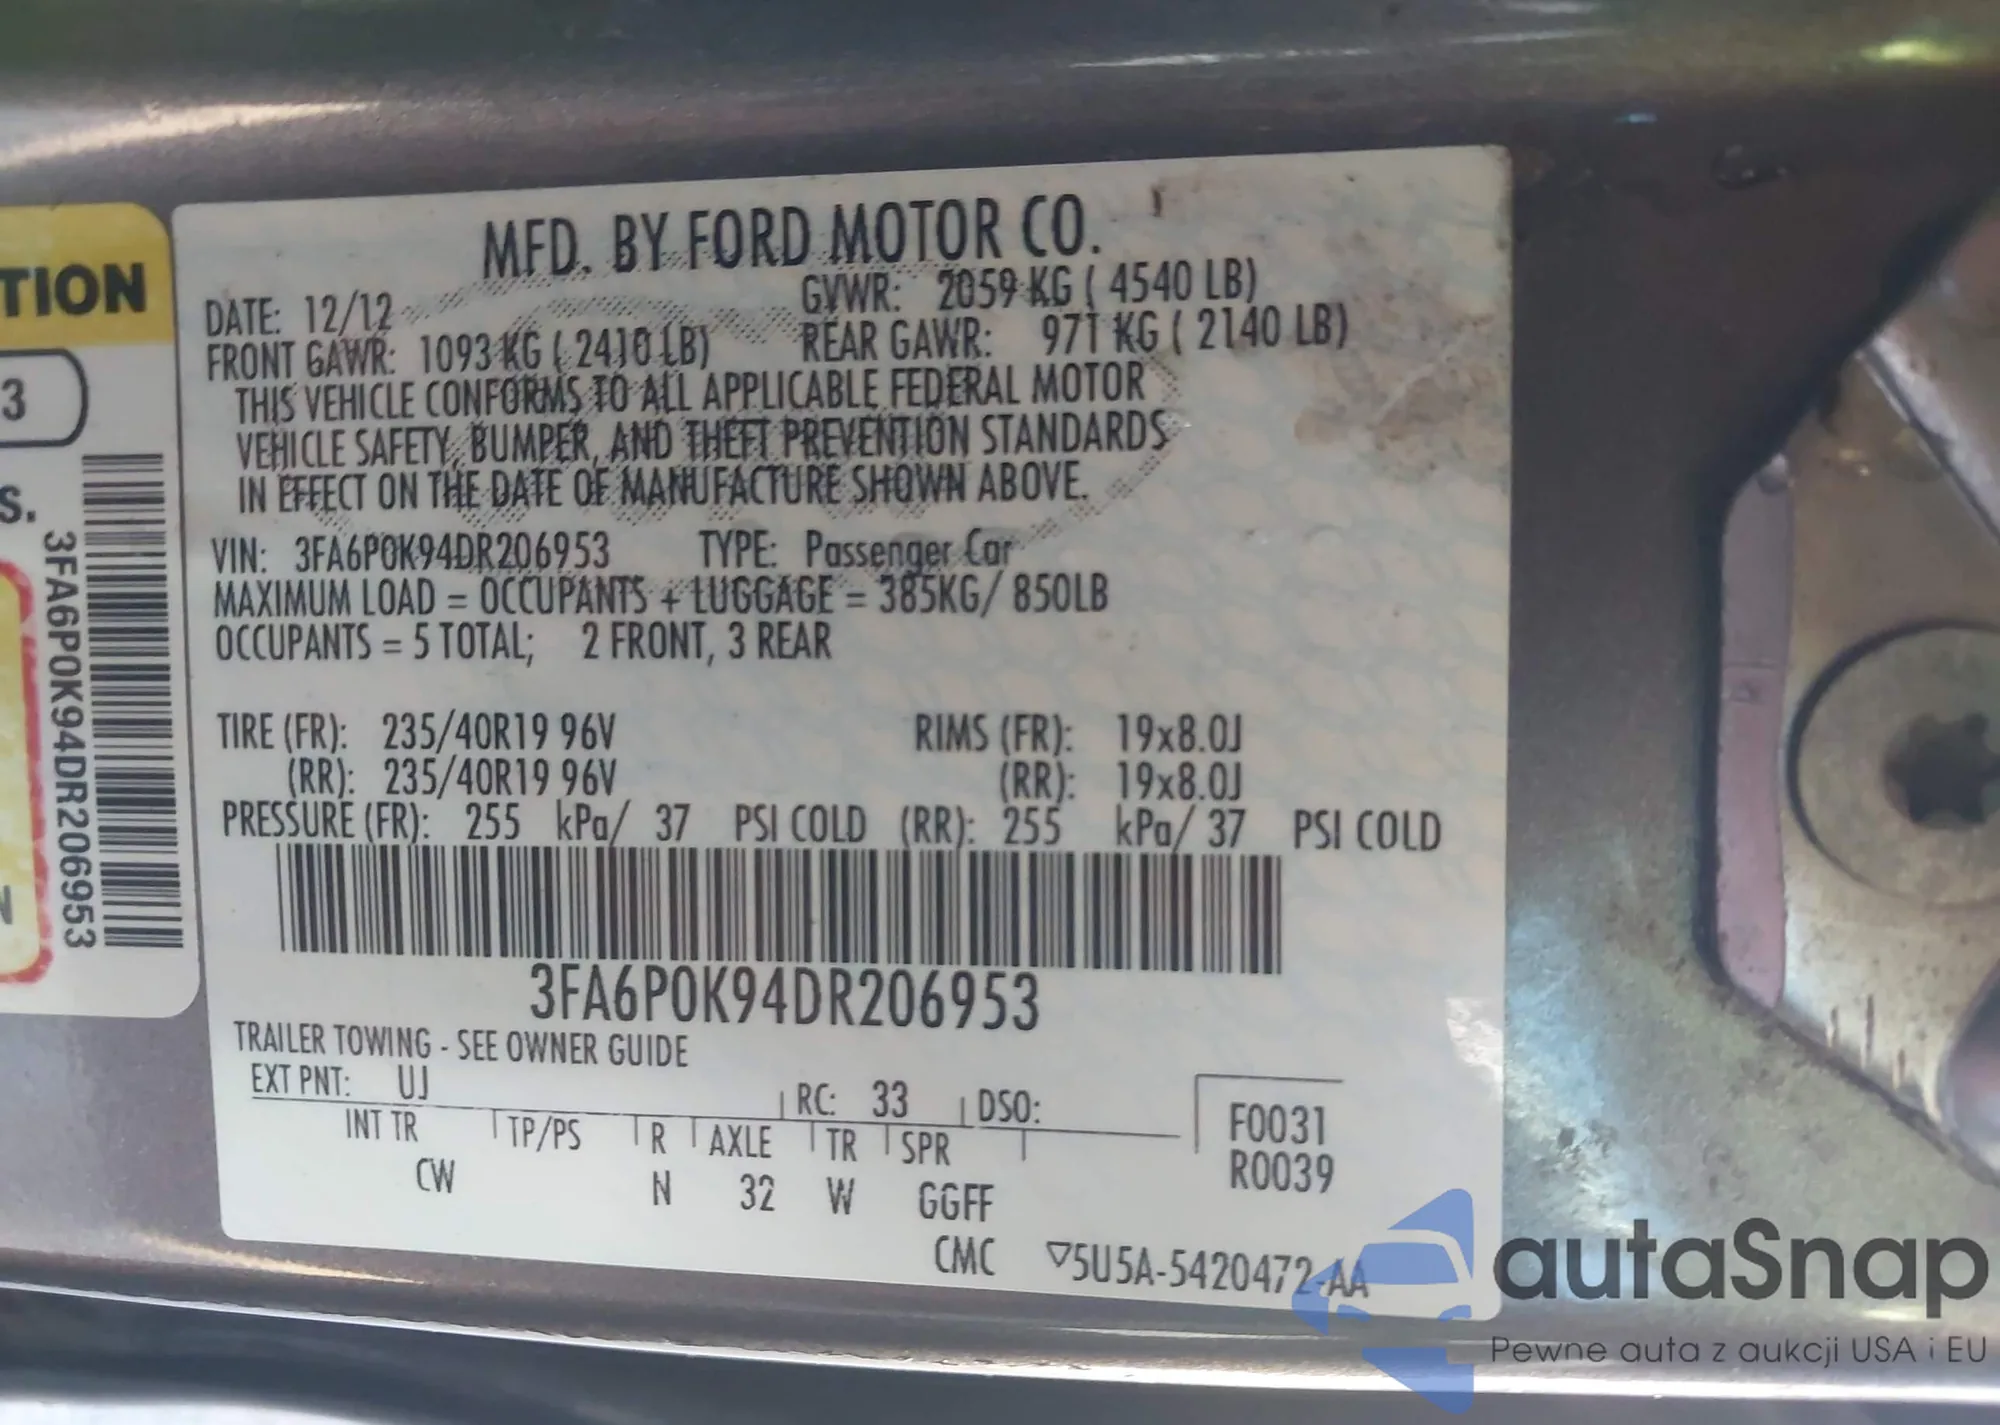 TION
3
S.
3FA6P0K94DR206953
N
MFD. BY FORD MOTOR CO.
DATE: 12/12 GVWR: 2059 KG ( 4540 LB)
FRONT GAWR: 1093 KG ( 2410 LB) REAR GAWR: 971 KG ( 2140 LB)
THIS VEHICLE CONFORMS TO ALL APPLICABLE FEDERAL MOTOR
VEHICLE SAFETY, BUMPER, AND THEFT PREVENTION STANDARDS
IN EFFECT ON THE DATE OF MANUFACTURE SHOWN ABOVE.
VIN: 3FA6P0K94DR206953 TYPE: Passenger Car
MAXIMUM LOAD = OCCUPANTS + LUGGAGE = 385KG/ 850LB
OCCUPANTS = 5 TOTAL; 2 FRONT, 3 REAR
TIRE (FR): 235/40R19 96V RIMS (FR): 19x8.0J
(RR): 235/40R19 96V (RR): 19x8.0J
PRESSURE (FR): 255 kPa/ 37 PSI COLD (RR): 255 kPa/ 37 PSI COLD
3FA6P0K94DR206953
TRAILER TOWING - SEE OWNER GUIDE
EXT PNT: UJ RC: 33 DSO:
INT TR TP/PS R AXLE TR SPR
F0031
R0039
CW N 32 W GGFF
CMC ▽5U5A-5420472-AA
autaSnap
Pewne auta z aukcji USA i EU